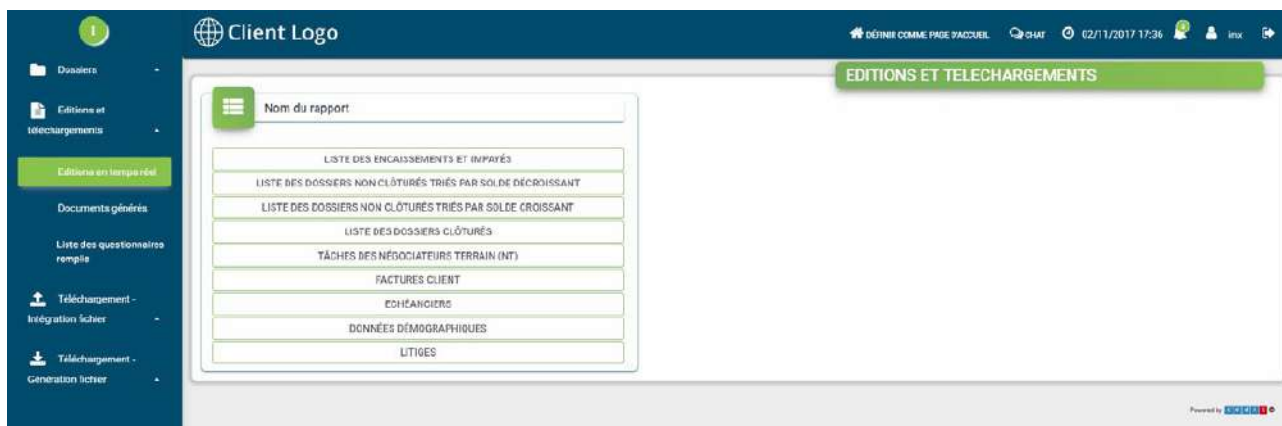 Client Logo
DÉFINIR COMME PAGE D'ACCUEIL CHAT 02/11/2017 17:36 inx
Dossiers
Editions et
téléchargements
Editions en temps réel
Documents générés
Liste des questionnaires
remplis
Téléchargement -
Intégration fichier
Téléchargement -
Génération fichier
EDITIONS ET TELECHARGEMENTS
Nom du rapport
LISTE DES ENCAISSEMENTS ET IMPAYÉS
LISTE DES DOSSIERS NON CLÔTURÉS TRIÉS PAR SOLDE DÉCROISSANT
LISTE DES DOSSIERS NON CLÔTURÉS TRIÉS PAR SOLDE CROISSANT
LISTE DES DOSSIERS CLÔTURÉS
TÂCHES DES NÉGOCIATEURS TERRAIN (NT)
FACTURES CLIENT
ECHÉANCIERS
DONNÉES DÉMOGRAPHIQUES
LITIGES
Powered by